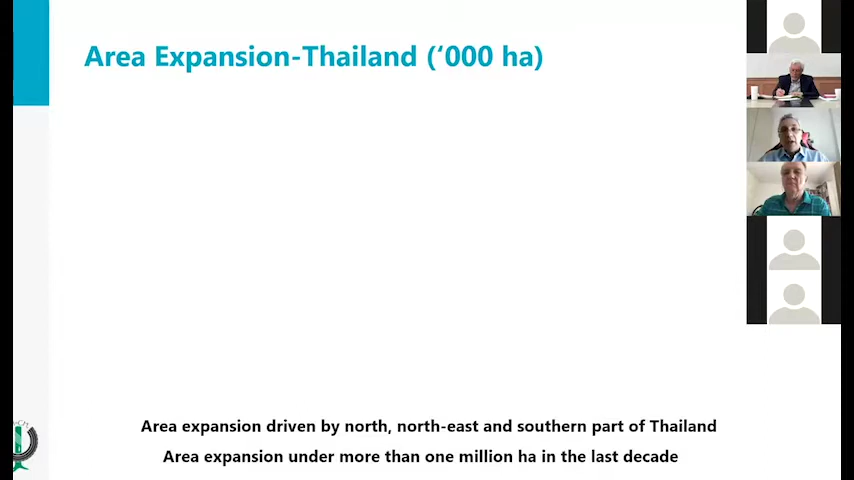 Area Expansion-Thailand (‘000 ha)
Area expansion driven by north, north-east and southern part of Thailand
Area expansion under more than one million ha in the last decade